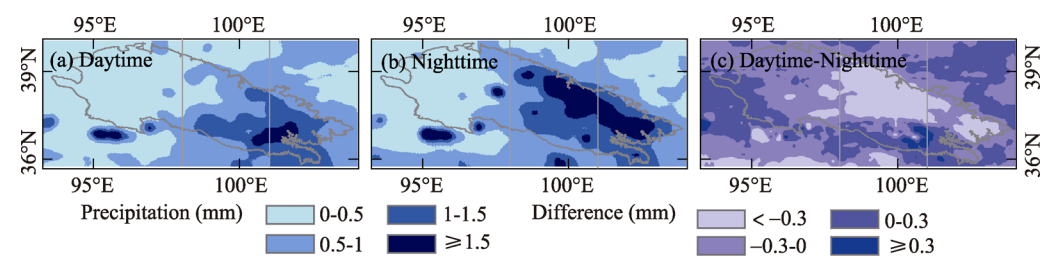 95°E 100°E 100°E 95°E 100°E
39°N (a) Daytime (b) Nighttime (c) Daytime-Nighttime 39°N
36°N 36°N
95°E 100°E 95°E 100°E 95°E 100°E
Precipitation (mm) 0-0.5 1-1.5 Difference (mm) < −0.3 0-0.3
0.5-1 ⩾1.5 −0.3-0 ⩾0.3